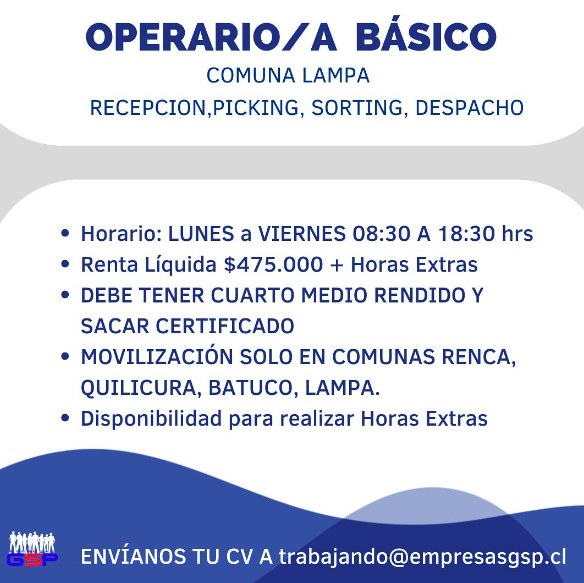 OPERARIO/A BÁSICO
COMUNA LAMPA
RECEPCION,PICKING, SORTING, DESPACHO
• Horario: LUNES a VIERNES 08:30 A 18:30 hrs
• Renta Líquida $475.000 + Horas Extras
• DEBE TENER CUARTO MEDIO RENDIDO Y
SACAR CERTIFICADO
• MOVILIZACIÓN SOLO EN COMUNAS RENCA,
QUILICURA, BATUCO, LAMPA.
• Disponibilidad para realizar Horas Extras
GSP
ENVÍANOS TU CV A trabajando@empresasgsp.cl